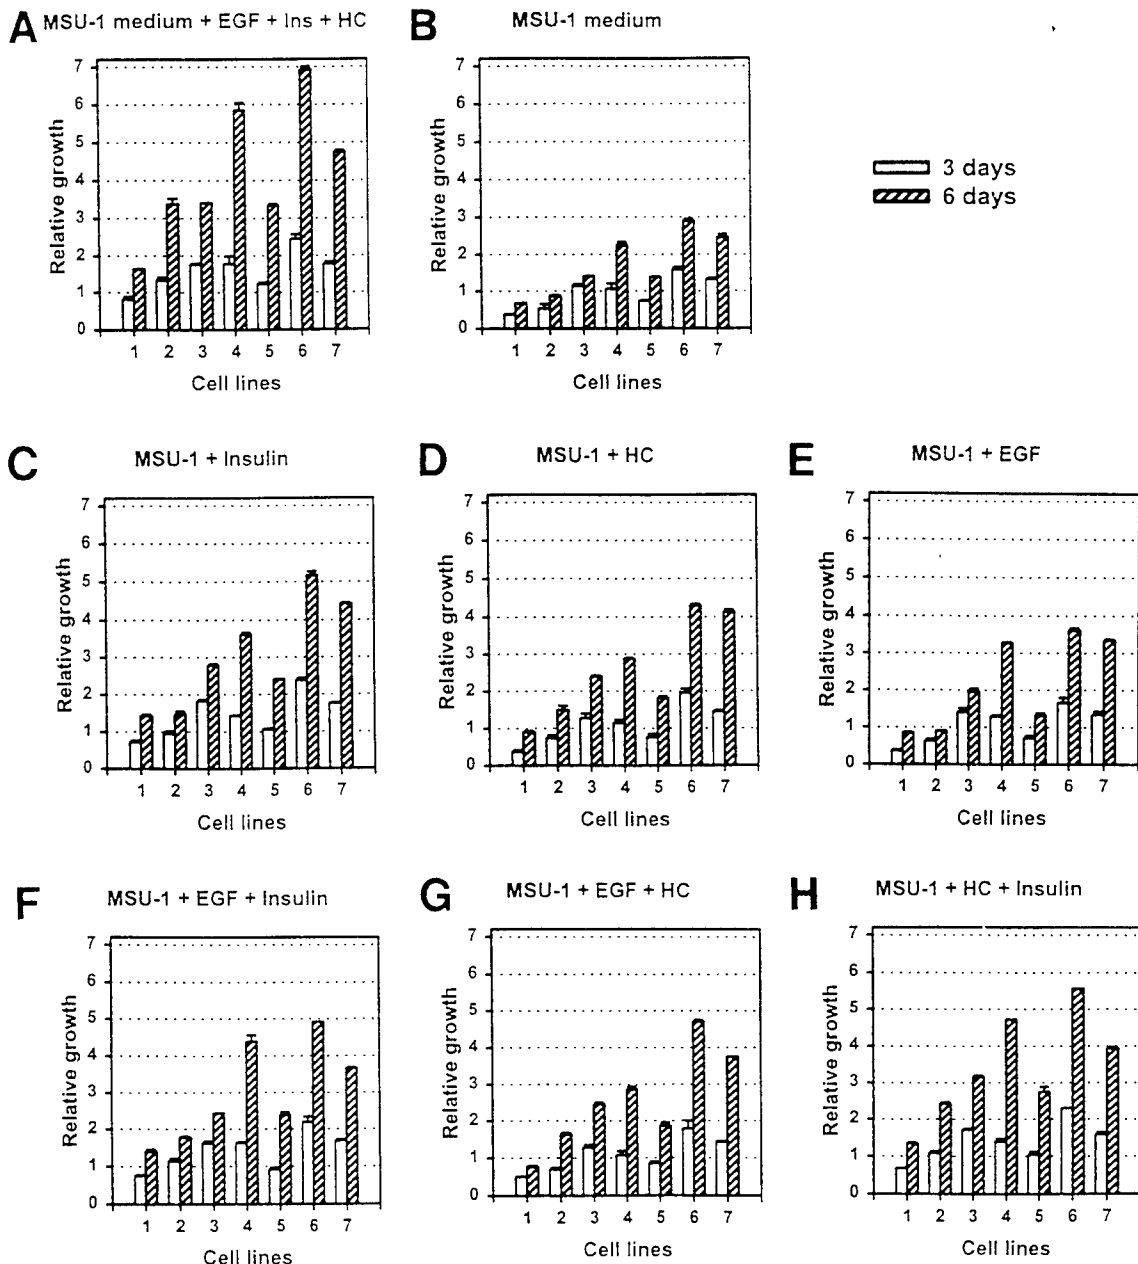 A MSU-1 medium + EGF + Ins + HC
Relative growth
7
6
5
4
3
2
1
0
1 2 3 4 5 6 7
Cell lines
B MSU-1 medium
Relative growth
7
6
5
4
3
2
1
0
1 2 3 4 5 6 7
Cell lines
3 days
6 days
C MSU-1 + Insulin
Relative growth
7
6
5
4
3
2
1
0
1 2 3 4 5 6 7
Cell lines
D MSU-1 + HC
Relative growth
7
6
5
4
3
2
1
0
1 2 3 4 5 6 7
Cell lines
E MSU-1 + EGF
Relative growth
7
6
5
4
3
2
1
0
1 2 3 4 5 6 7
Cell lines
F MSU-1 + EGF + Insulin
Relative growth
7
6
5
4
3
2
1
0
1 2 3 4 5 6 7
Cell lines
G MSU-1 + EGF + HC
Relative growth
7
6
5
4
3
2
1
0
1 2 3 4 5 6 7
Cell lines
H MSU-1 + HC + Insulin
Relative growth
7
6
5
4
3
2
1
0
1 2 3 4 5 6 7
Cell lines